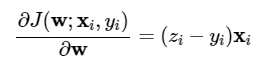 ∂J(𝐰; 𝐱ᵢ, yᵢ) / ∂𝐰 = (zᵢ − yᵢ)𝐱ᵢ